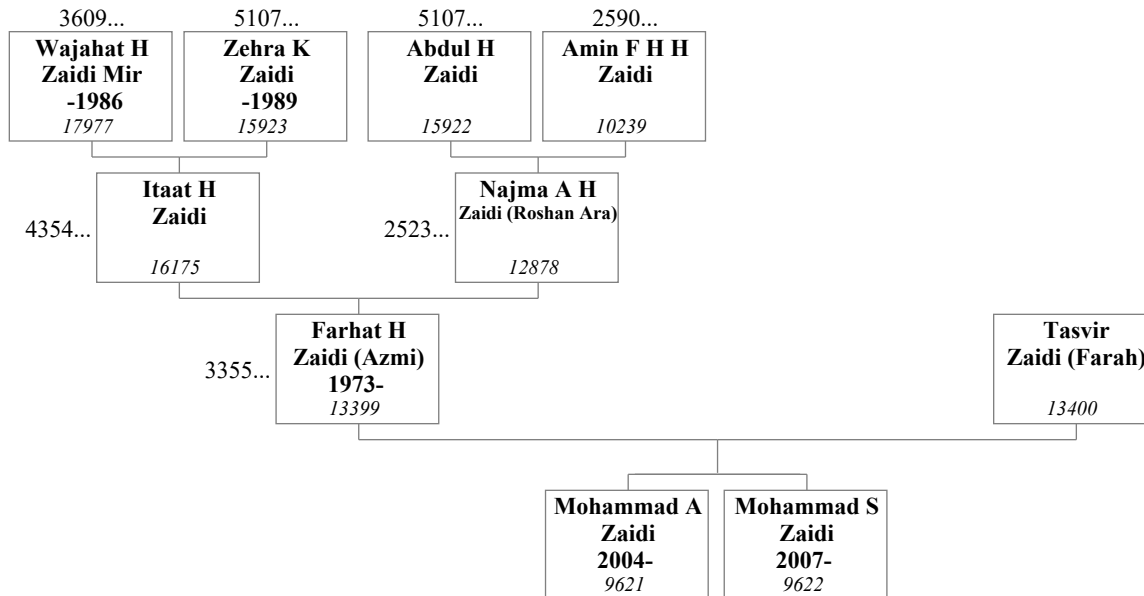 3609...
5107...
5107...
2590...
Wajahat H
Zaidi Mir
-1986
17977
Zehra K
Zaidi
-1989
15923
Abdul H
Zaidi
15922
Amin F H H
Zaidi
10239
4354...
Itaat H
Zaidi
16175
2523...
Najma A H
Zaidi (Roshan Ara)
12878
3355...
Farhat H
Zaidi (Azmi)
1973-
13399
Tasvir
Zaidi (Farah)
13400
Mohammad A
Zaidi
2004-
9621
Mohammad S
Zaidi
2007-
9622